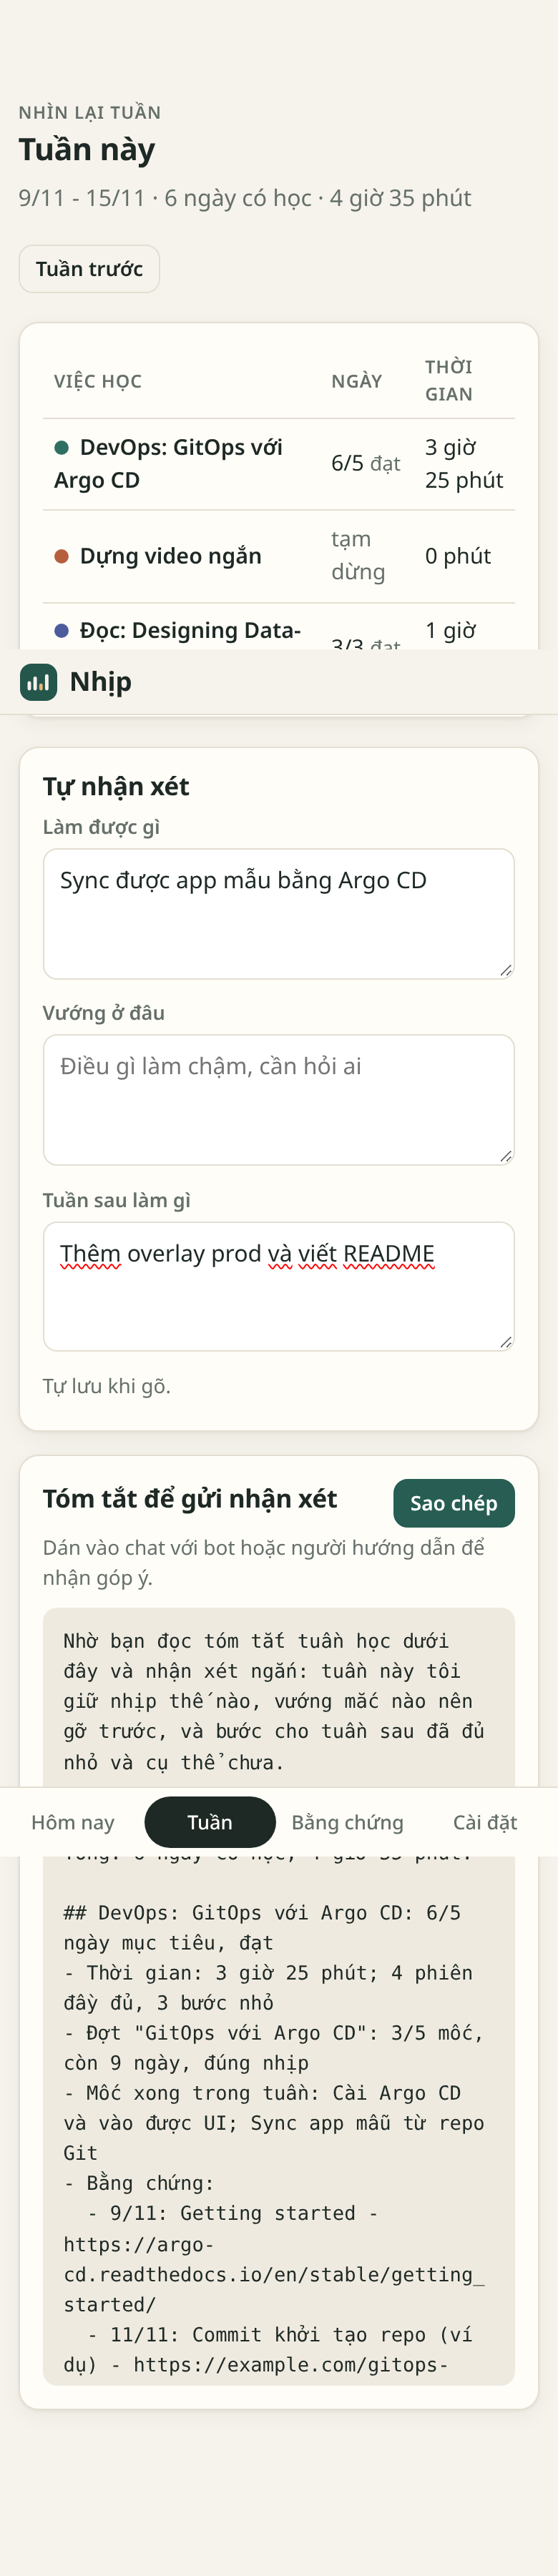 NHÌN LẠI TUẦN
Tuần này
9/11 - 15/11 · 6 ngày có học · 4 giờ 35 phút
Tuần trước
VIỆC HỌC NGÀY THỜI GIAN
DevOps: GitOps với Argo CD 6/5 đạt 3 giờ 25 phút
Dựng video ngắn tạm dừng 0 phút
Đọc: Designing Data- 3/3 đạt 1 giờ
Nhịp
Tự nhận xét
Làm được gì
Sync được app mẫu bằng Argo CD
Vướng ở đâu
Điều gì làm chậm, cần hỏi ai
Tuần sau làm gì
Thêm overlay prod và viết README
Tự lưu khi gõ.
Tóm tắt để gửi nhận xét
Sao chép
Dán vào chat với bot hoặc người hướng dẫn để
nhận góp ý.
Nhờ bạn đọc tóm tắt tuần học dưới
đây và nhận xét ngắn: tuần này tôi
giữ nhịp thế nào, vướng mắc nào nên
gỡ trước, và bước cho tuần sau đã đủ
nhỏ và cụ thể chưa.
Hôm nay Tuần Bằng chứng Cài đặt
## DevOps: GitOps với Argo CD: 6/5
ngày mục tiêu, đạt
- Thời gian: 3 giờ 25 phút; 4 phiên
đầy đủ, 3 bước nhỏ
- Đợt "GitOps với Argo CD": 3/5 mốc,
còn 9 ngày, đúng nhịp
- Mốc xong trong tuần: Cài Argo CD
và vào được UI; Sync app mẫu từ repo
Git
- Bằng chứng:
- 9/11: Getting started -
https://argo-
cd.readthedocs.io/en/stable/getting_
started/
- 11/11: Commit khởi tạo repo (ví
dụ) - https://example.com/gitops-